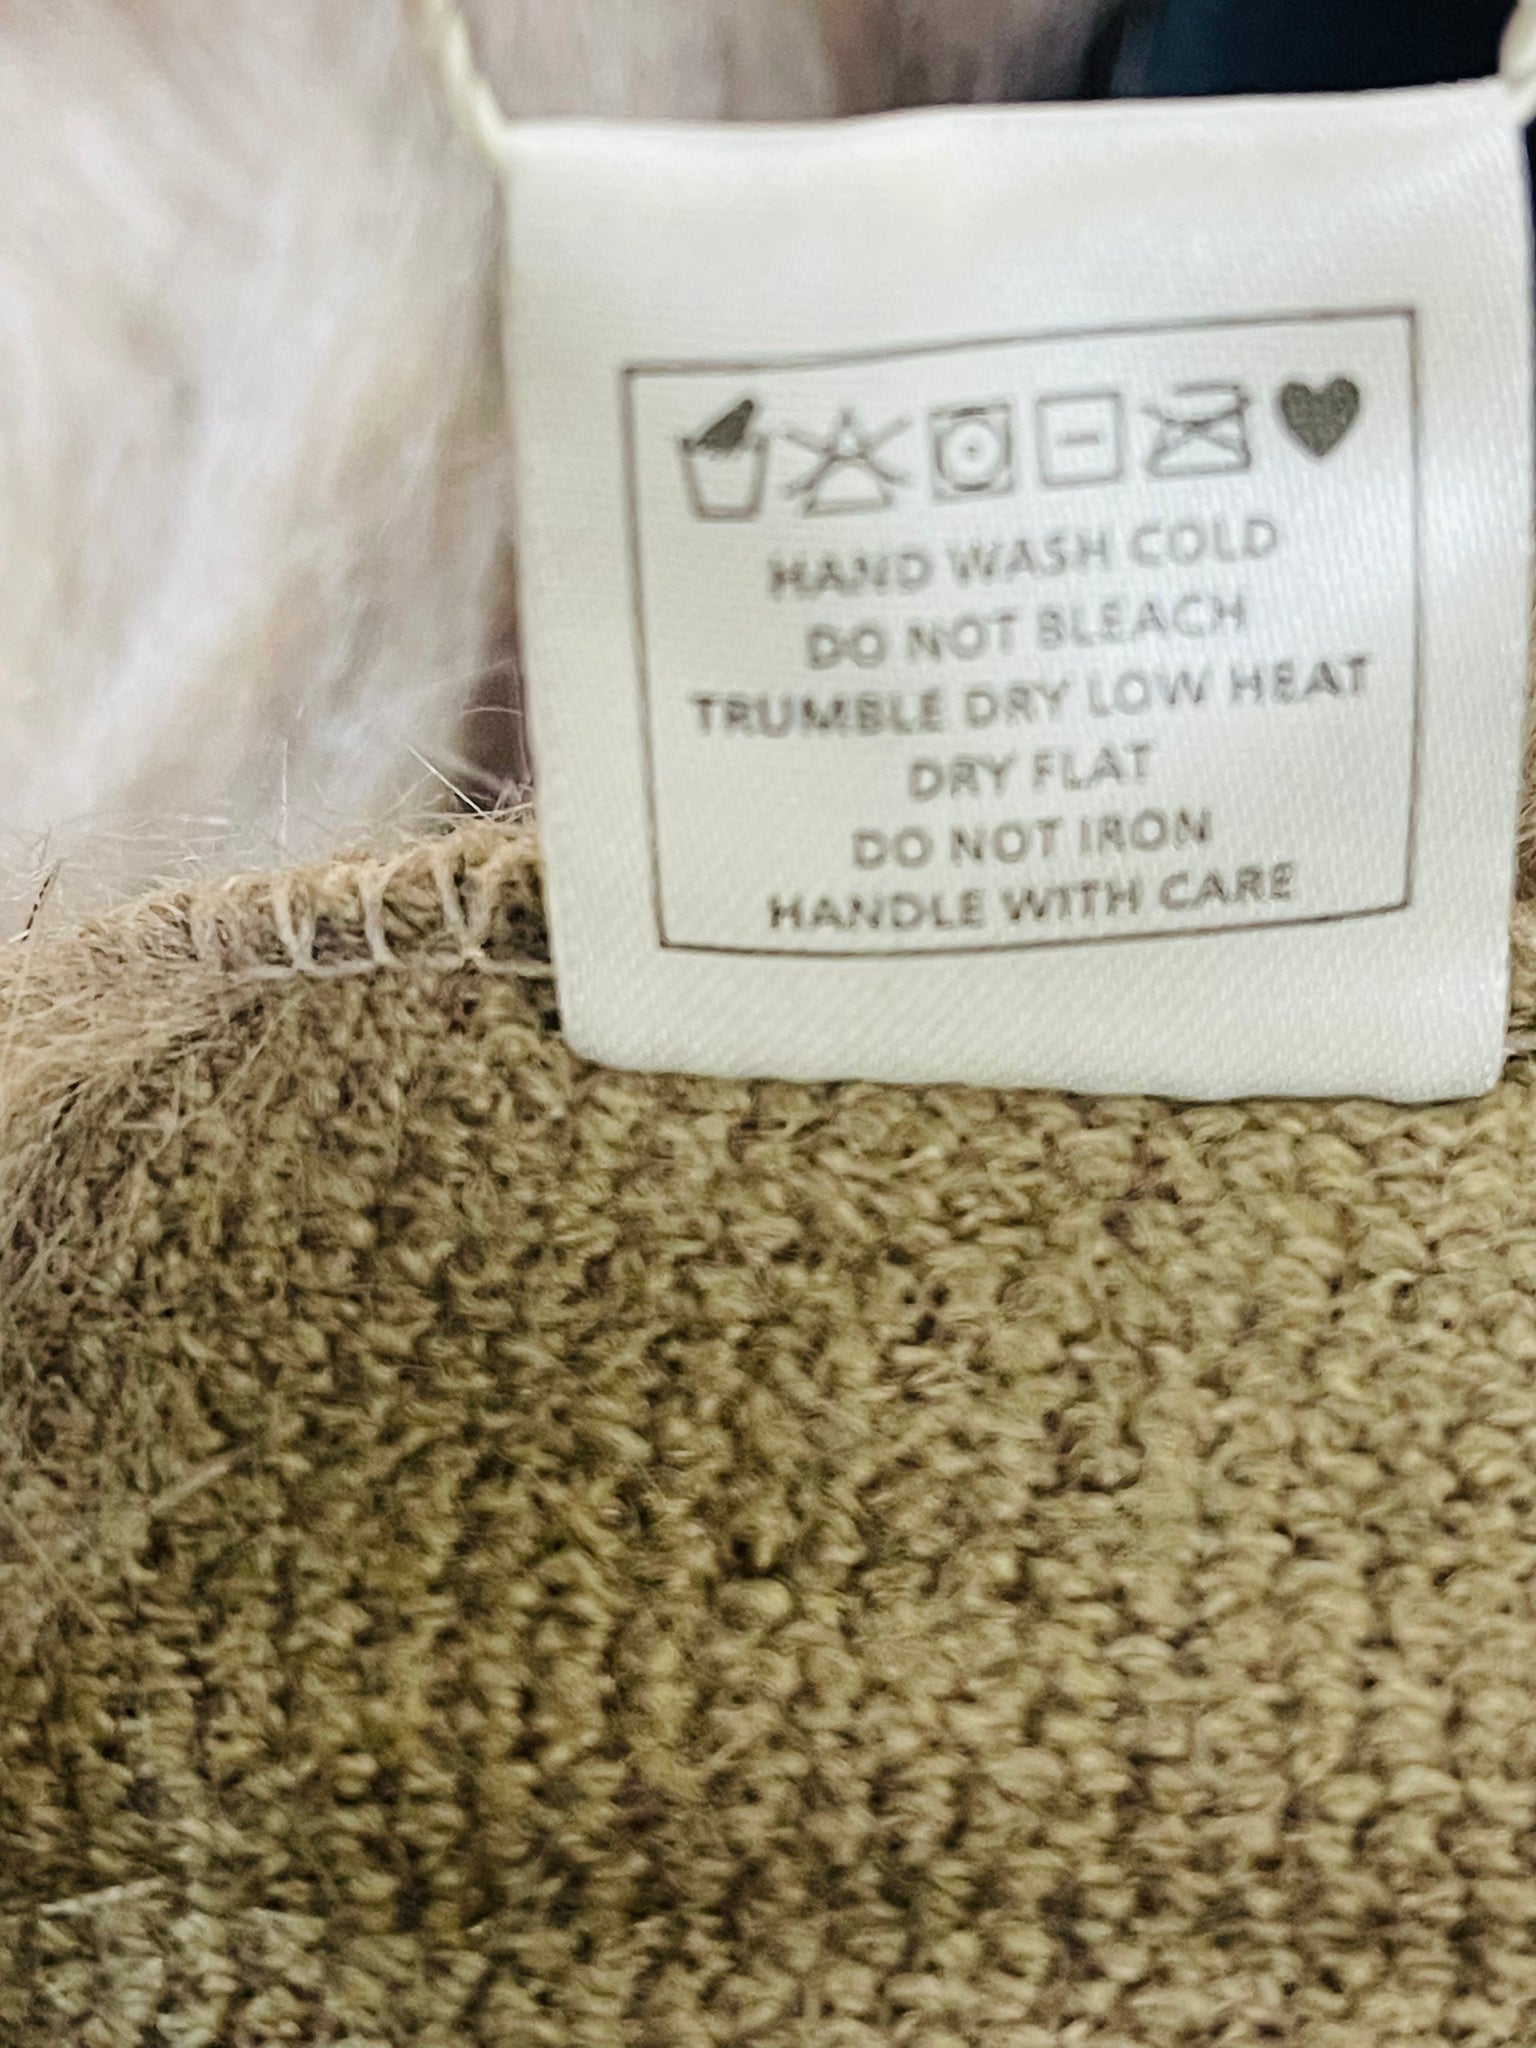 HAND WASH COLD
DO NOT BLEACH
TRUMBLE DRY LOW HEAT
DRY FLAT
DO NOT IRON
HANDLE WITH CARE